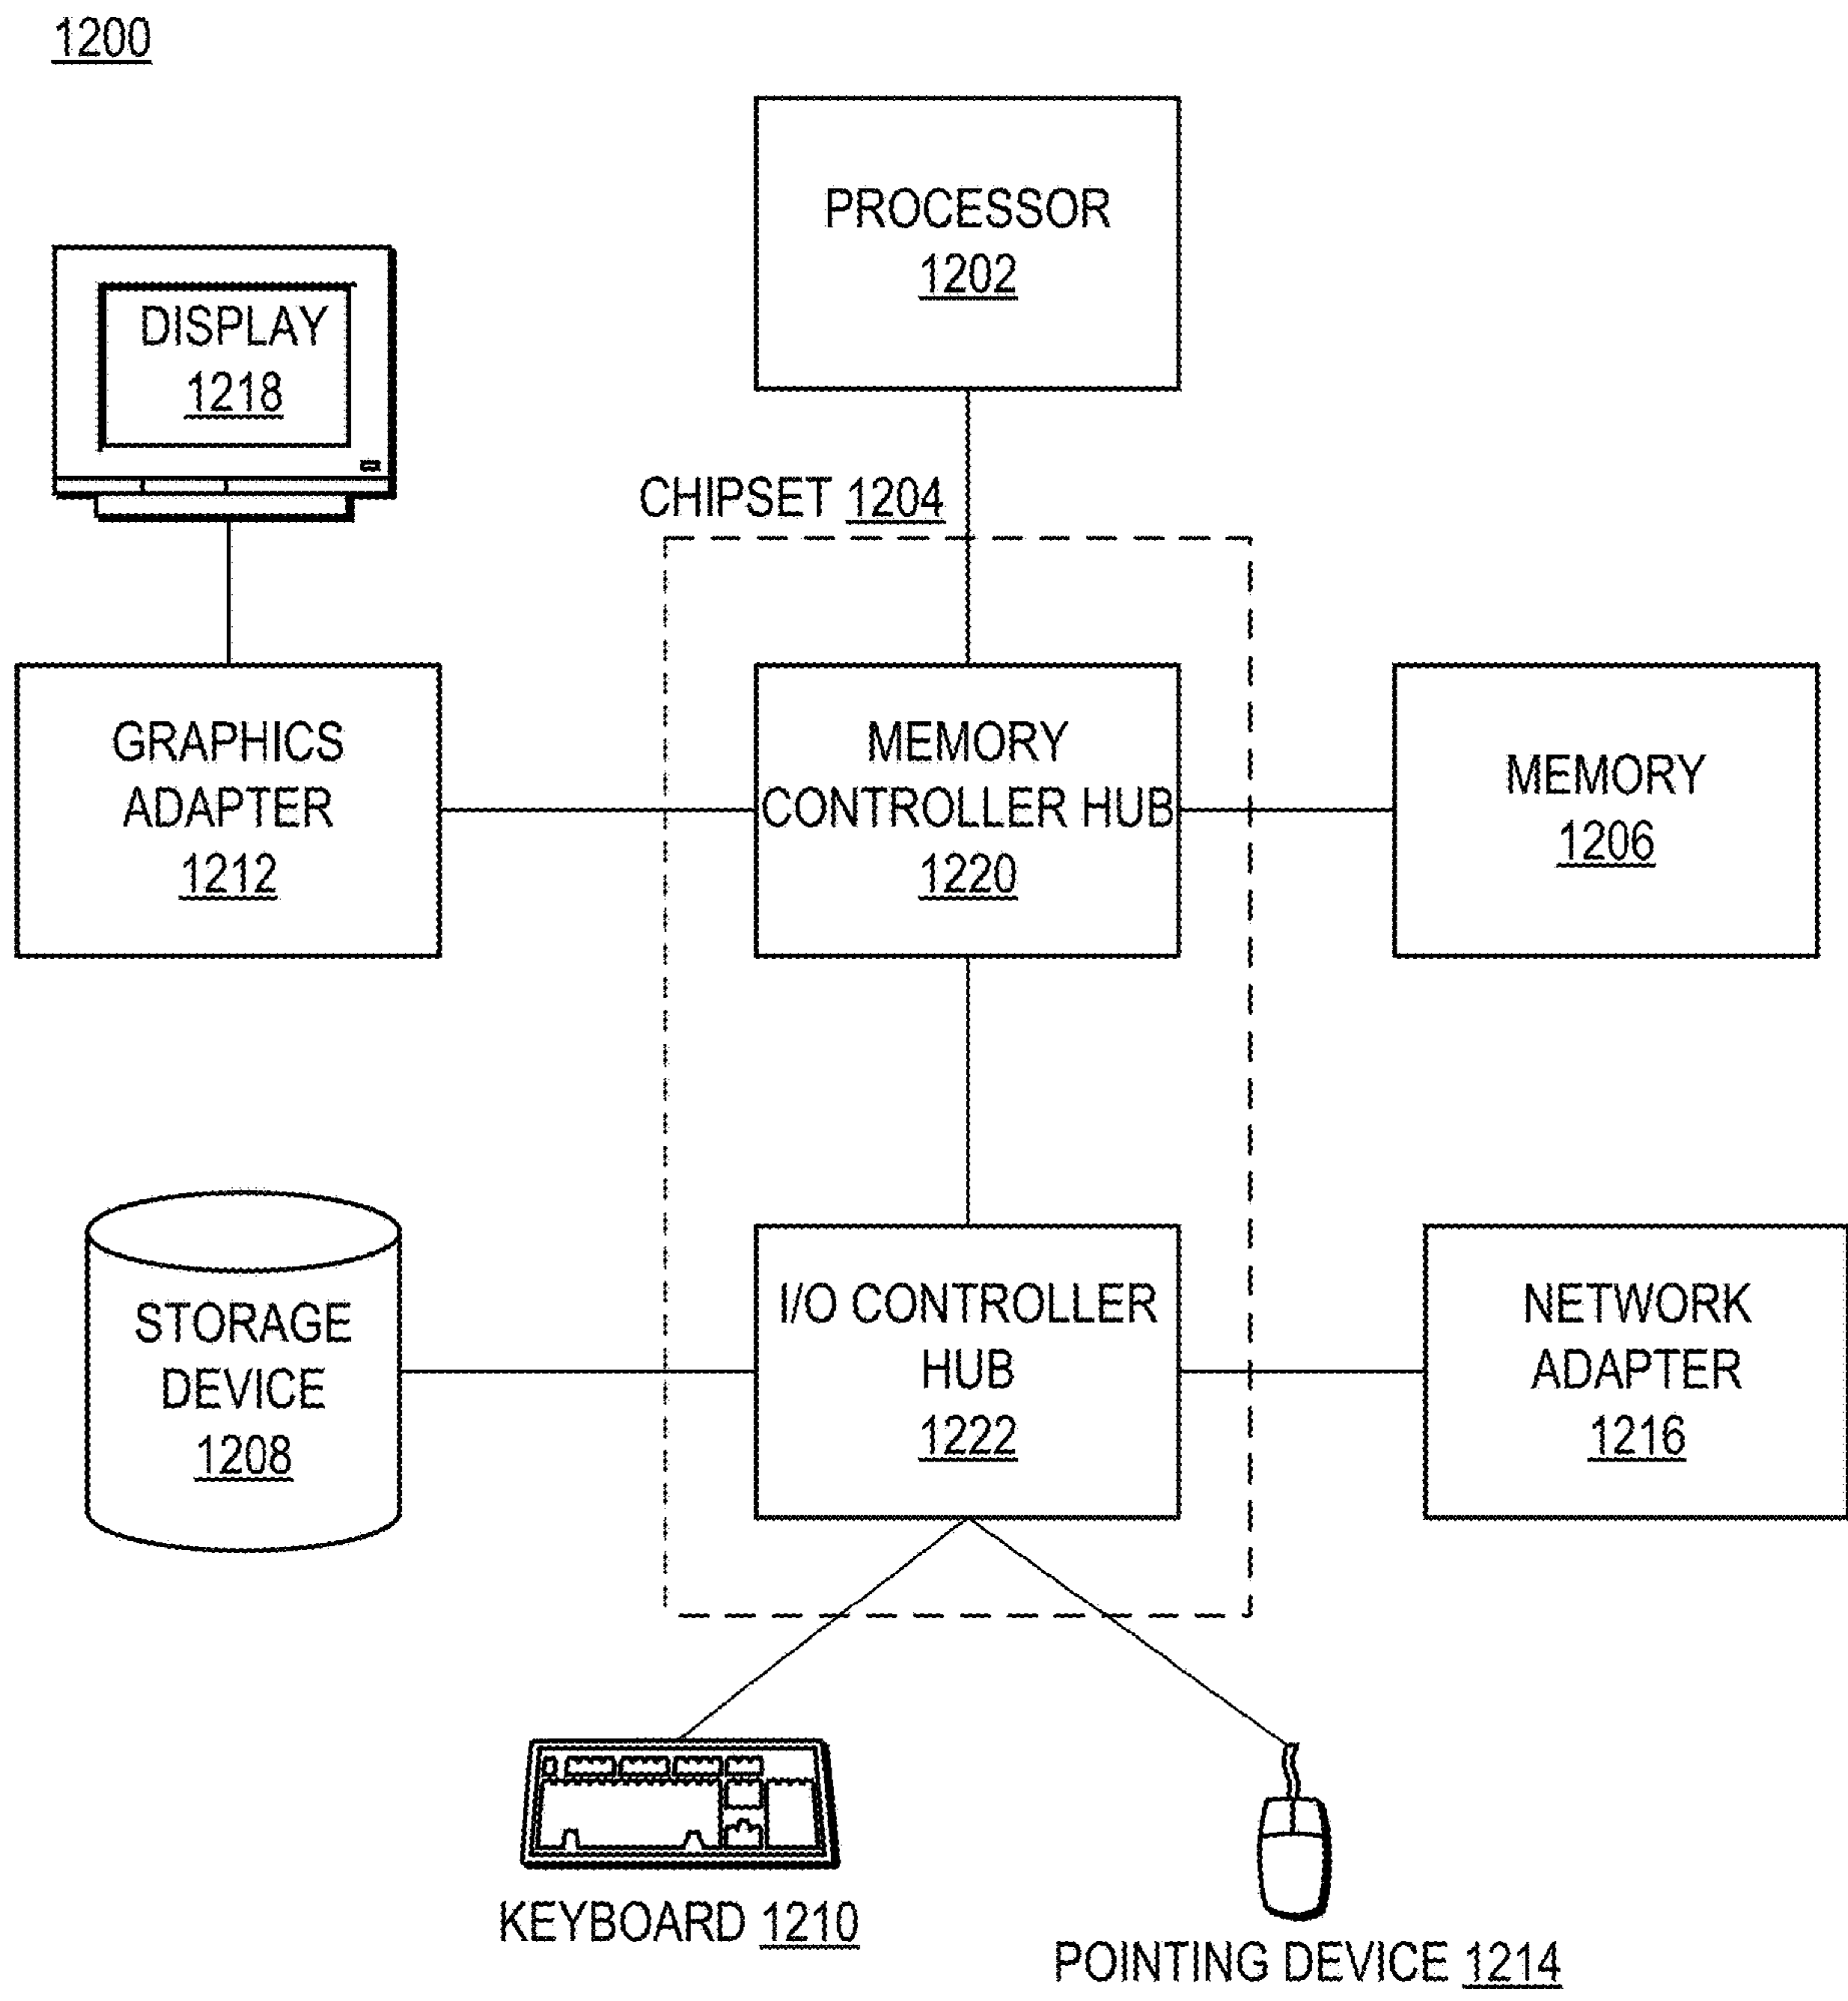 1200
PROCESSOR
1202
DISPLAY
1218
CHIPSET 1204
GRAPHICS
ADAPTER
1212
MEMORY
CONTROLLER HUB
1220
MEMORY
1206
STORAGE
DEVICE
1208
I/O CONTROLLER
HUB
1222
NETWORK
ADAPTER
1216
KEYBOARD 1210
POINTING DEVICE 1214